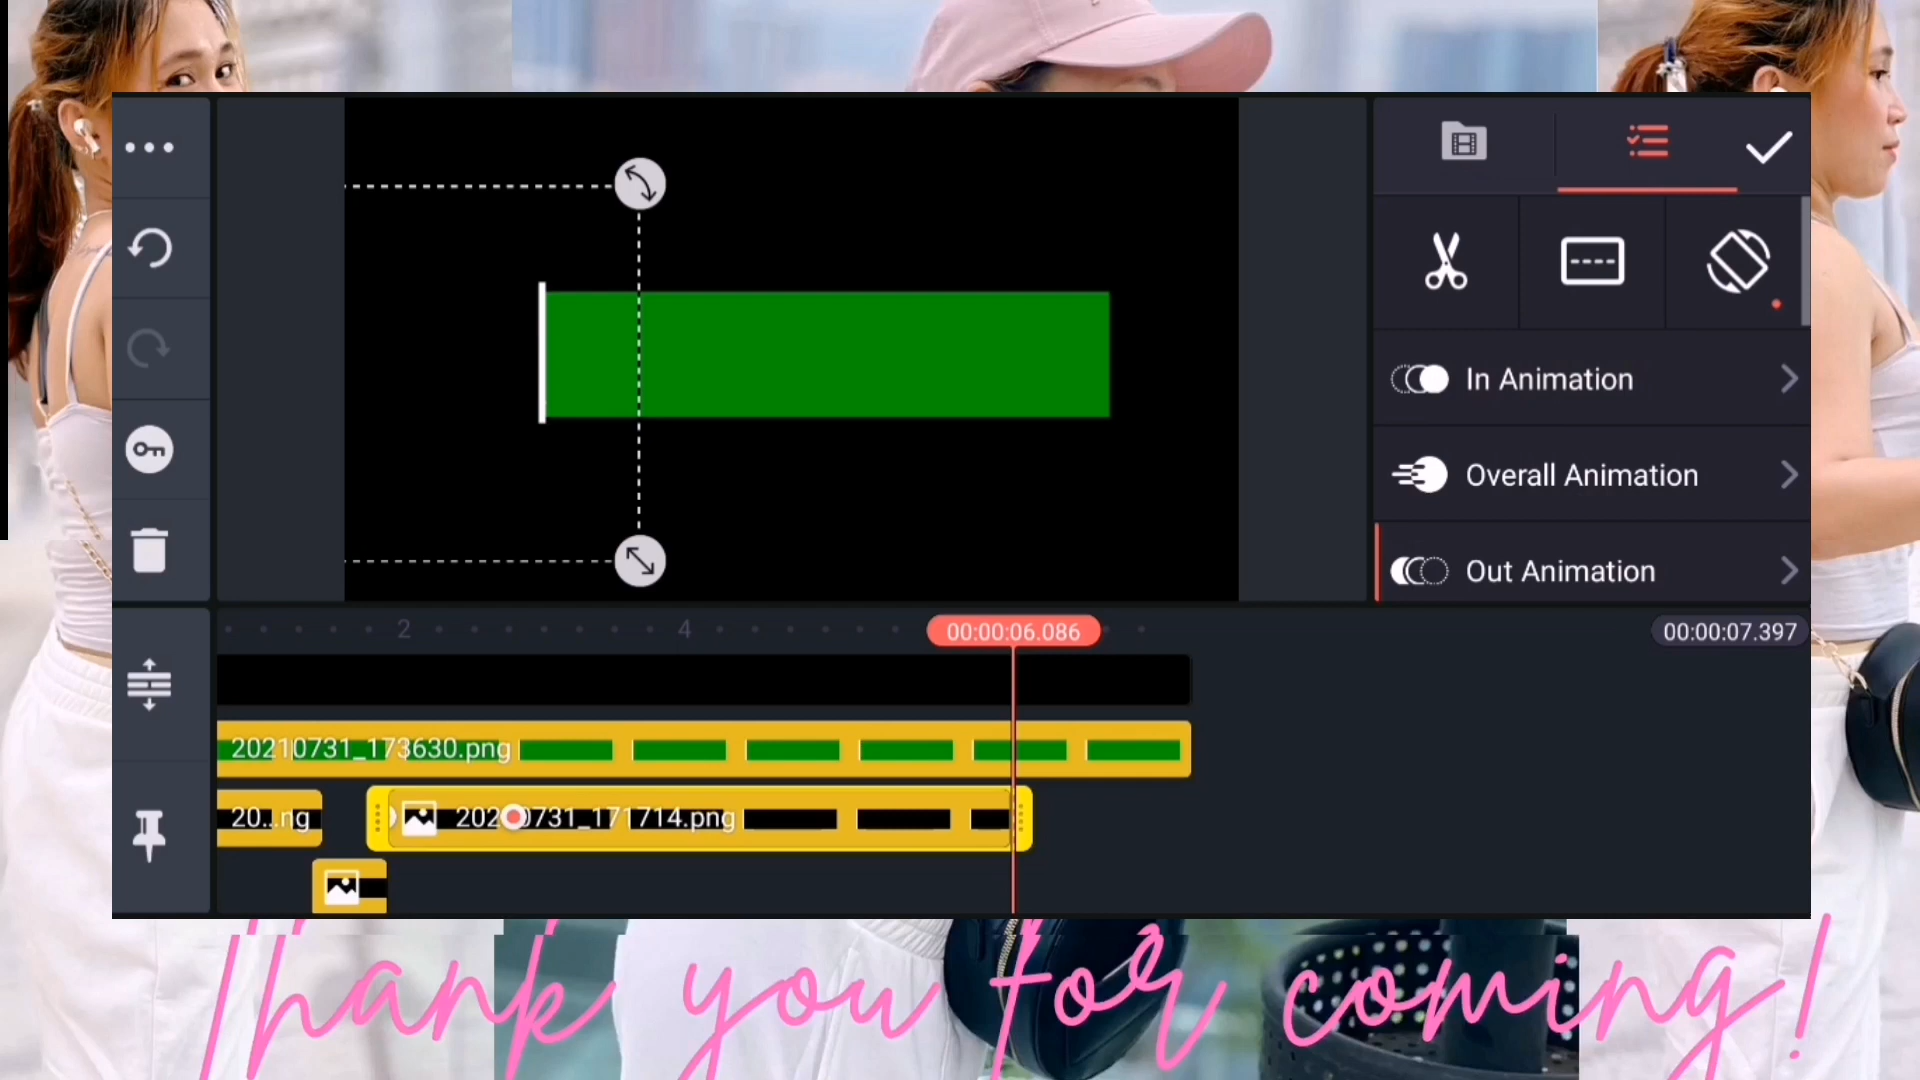 In Animation
Overall Animation
Out Animation
2
4
00:00:06.086
00:00:07.397
20210731_173630.png
20...ng
20210731_171714.png
Thank you for coming!